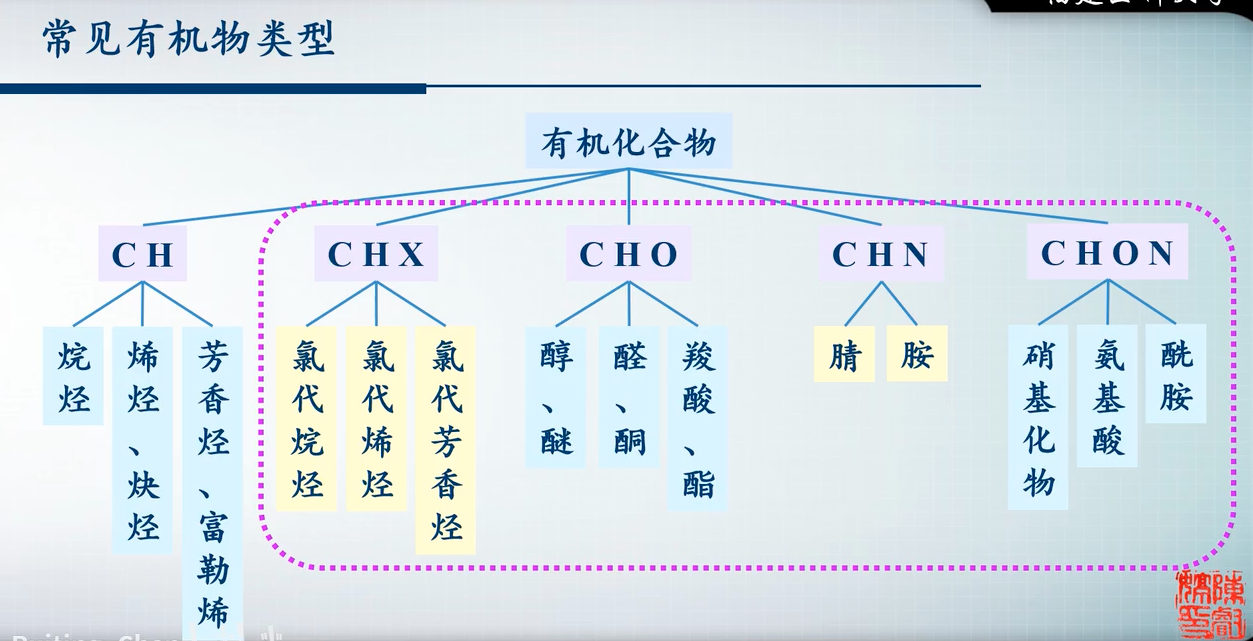 常见有机物类型
有机化合物
CH
CHX
CHO
CHN
CHON
烷烃
烯烃、炔烃
芳香烃、富勒烯
氯代烷烃
氯代烯烃
氯代芳香烃
醇、醚
醛、酮
羧酸、酯
腈
胺
硝基化物
氨基酸
酰胺